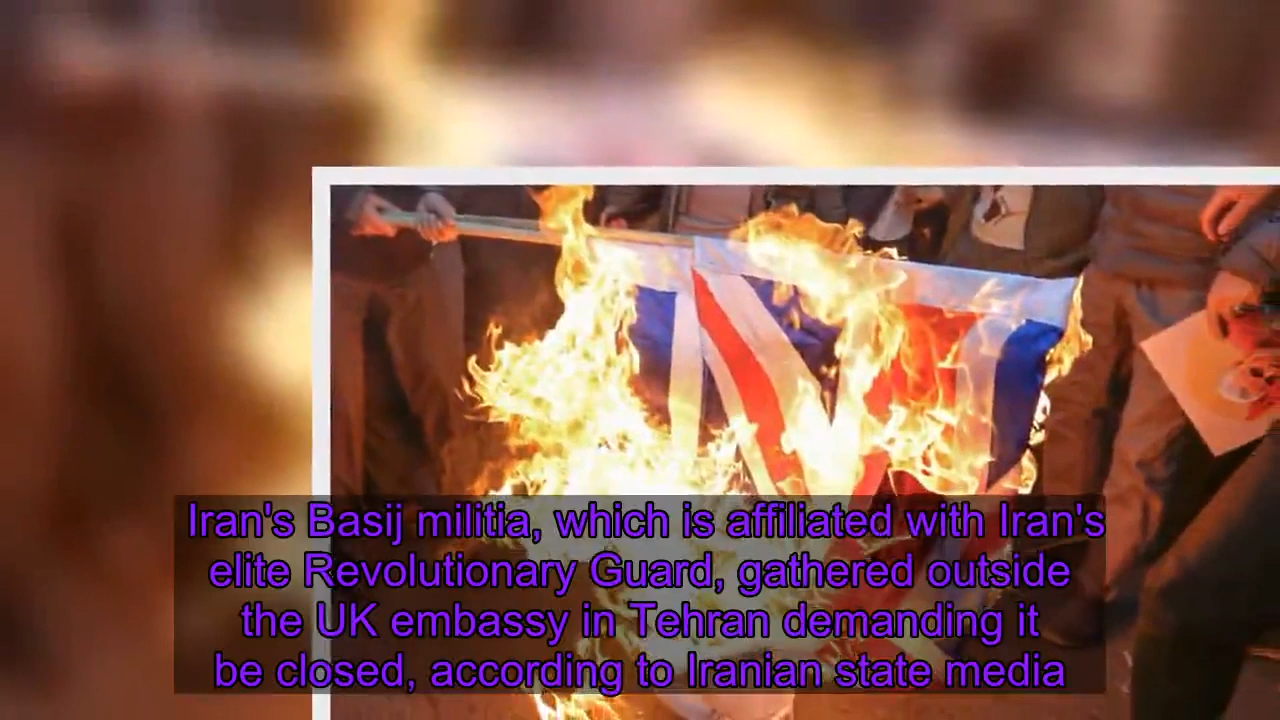 Iran's Basij militia, which is affiliated with Iran's
elite Revolutionary Guard, gathered outside
the UK embassy in Tehran demanding it
be closed, according to Iranian state media